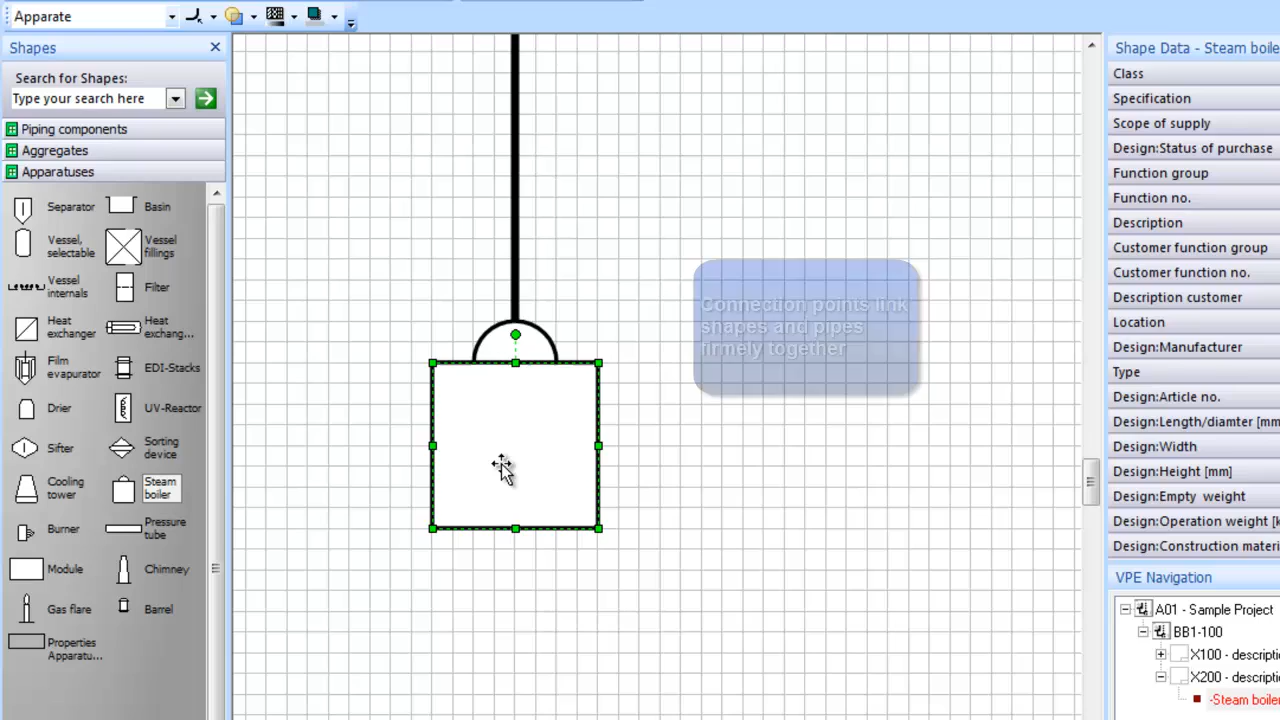 Apparate
Shapes
Search for Shapes:
Type your search here
Piping components
Aggregates
Apparatuses
Separator
Basin
Vessel,
selectable
Vessel
fillings
Vessel
internals
Filter
Heat
exchanger
Heat
exchang...
Film
evaporator
EDI-Stacks
Drier
UV-Reactor
Sifter
Sorting
device
Cooling
tower
Steam
boiler
Burner
Pressure
tube
Module
Chimney
Gas flare
Barrel
Properties
Apparatu...
Connection points link
shapes and pipes
firmly together
Shape Data - Steam boile
Class
Specification
Scope of supply
Design:Status of purchase
Function group
Function no.
Description
Customer function group
Customer function no.
Description customer
Location
Design:Manufacturer
Type
Design:Article no.
Design:Length/diamter [mm
Design:Width
Design:Height [mm]
Design:Empty weight
Design:Operation weight [k
Design:Construction materi
VPE Navigation
A01 - Sample Project
BB1-100
X100 - descripti
X200 - descripti
-Steam boiler